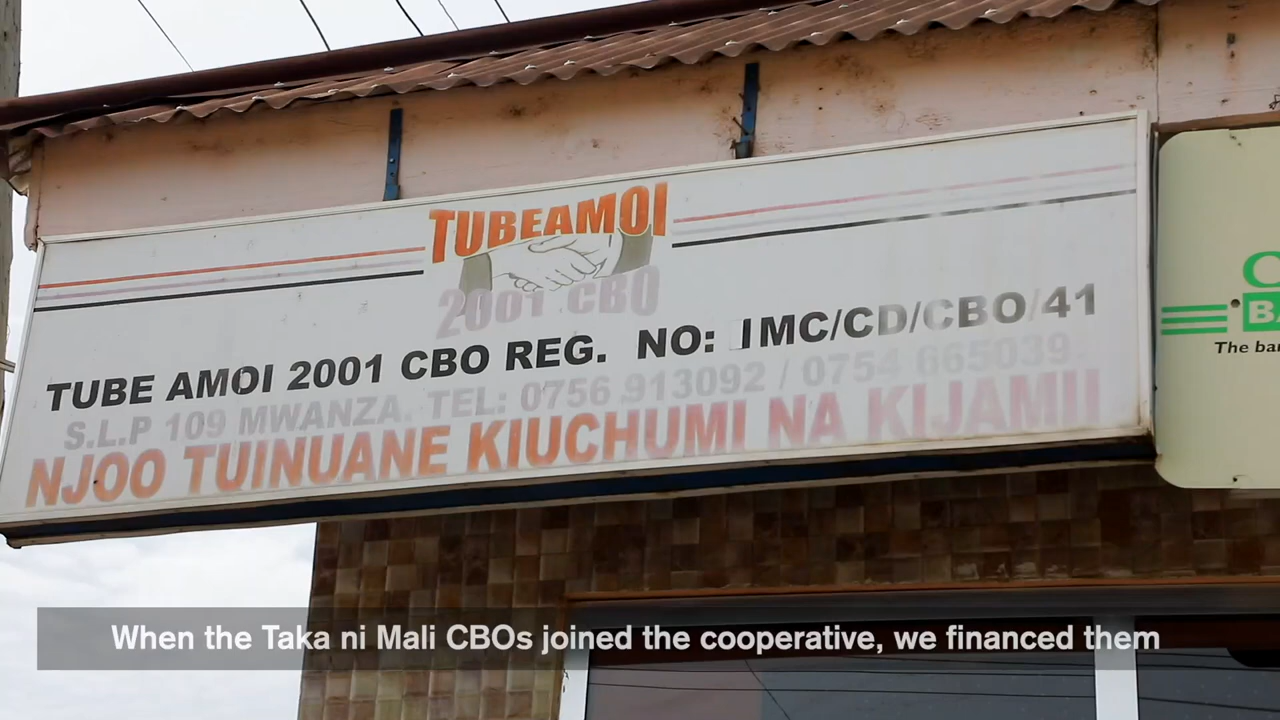 TUBEAMOI
2001 CBO
TUBE AMOI 2001 CBO REG. NO: IMC/CD/CBO/41
S.L.P 109 MWANZA. TEL: 0756 913092 / 0754 665039
NJOO TUINUANE KIUCHUMI NA KIJAMII
The
When the Taka ni Mali CBOs joined the cooperative, we financed them